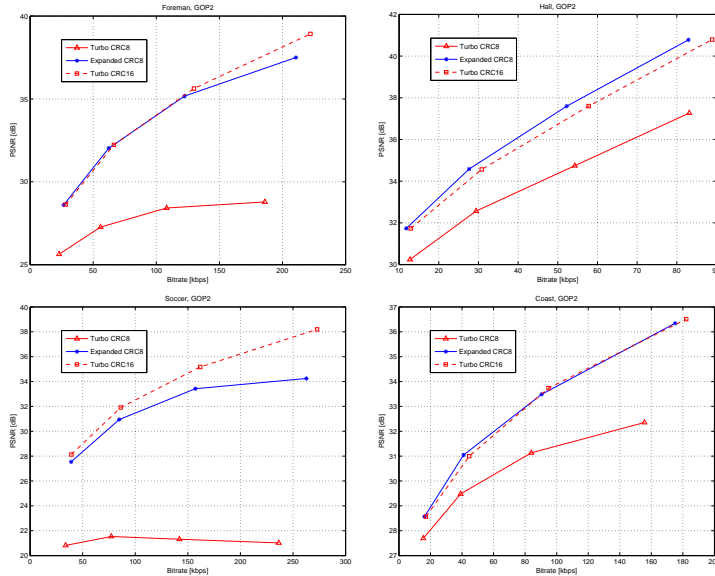 Foreman, GOP2
40
35
30
25
PSNR [dB]
Turbo CRC8
Expanded CRC8
Turbo CRC16
0 50 100 150 200 250
Bitrate [kbps]
Hall, GOP2
42
40
38
36
34
32
30
PSNR [dB]
Turbo CRC8
Expanded CRC8
Turbo CRC16
10 20 30 40 50 60 70 80 90
Bitrate [kbps]
Soccer, GOP2
40
38
36
34
32
30
28
26
24
22
20
PSNR [dB]
Turbo CRC8
Expanded CRC8
Turbo CRC16
0 50 100 150 200 250 300
Bitrate [kbps]
Coast, GOP2
37
36
35
34
33
32
31
30
29
28
27
PSNR [dB]
Turbo CRC8
Expanded CRC8
Turbo CRC16
0 20 40 60 80 100 120 140 160 180 200
Bitrate [kbps]